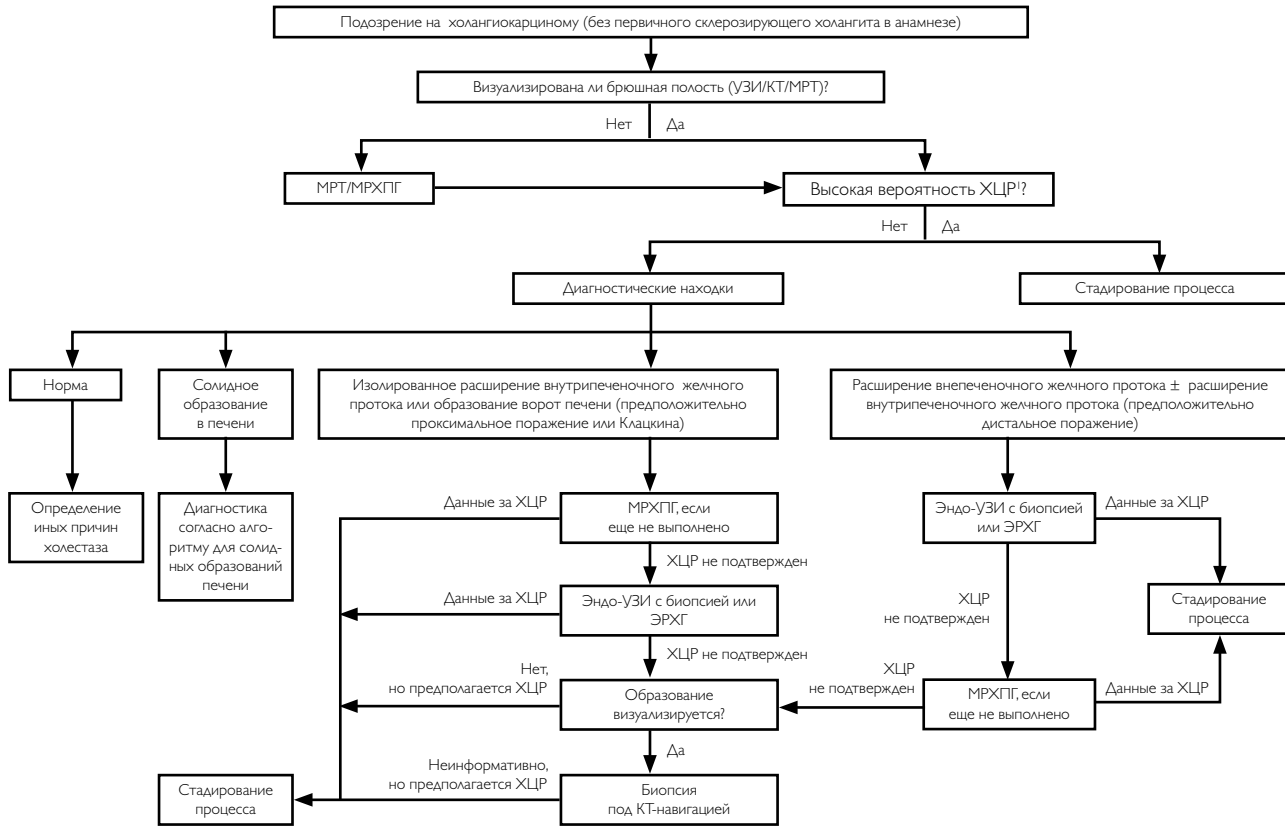 Подозрение на холангиокарциному (без первичного склерозирующего холангита в анамнезе)
Визуализирована ли брюшная полость (УЗИ/КТ/МРТ)?
Нет
Да
МРТ/МРХПГ
Высокая вероятность ХЦР¹?
Нет
Да
Диагностические находки
Стадирование процесса
Норма
Солидное
образование
в печени
Изолированное расширение внутрипеченочного желчного
протока или образование ворот печени (предположительно
проксимальное поражение или Клацкина)
Расширение внепеченочного желчного протока ± расширение
внутрипеченочного желчного протока (предположительно
дистальное поражение)
Определение
иных причин
холестаза
Диагностика
согласно алго-
ритму для солид-
ных образований
печени
Данные за ХЦР
МРХПГ, если
еще не выполнено
Эндо-УЗИ с биопсией
или ЭРХГ
Данные за ХЦР
ХЦР не подтвержден
Данные за ХЦР
Эндо-УЗИ с биопсией или
ЭРХГ
ХЦР
не подтвержден
Стадирование
процесса
ХЦР не подтвержден
Нет,
но предполагается ХЦР
Образование
визуализируется?
ХЦР
не подтвержден
МРХПГ, если
еще не выполнено
Данные за ХЦР
Да
Неинформативно,
но предполагается ХЦР
Стадирование
процесса
Биопсия
под КТ-навигацией